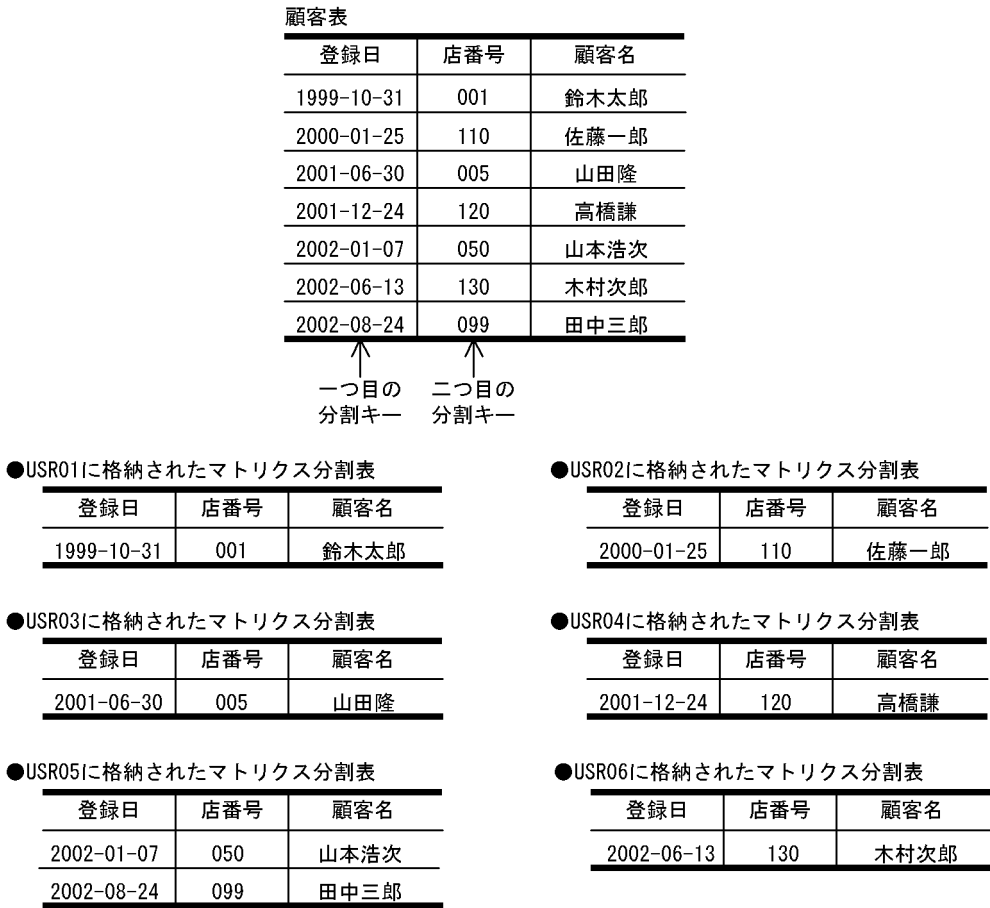 顧客表
登録日 店番号 顧客名
1999-10-31 001 鈴木太郎
2000-01-25 110 佐藤一郎
2001-06-30 005 山田隆
2001-12-24 120 高橋謙
2002-01-07 050 山本浩次
2002-06-13 130 木村次郎
2002-08-24 099 田中三郎
一つ目の 二つ目の
分割キー 分割キー
●USR01に格納されたマトリクス分割表
登録日 店番号 顧客名
1999-10-31 001 鈴木太郎
●USR02に格納されたマトリクス分割表
登録日 店番号 顧客名
2000-01-25 110 佐藤一郎
●USR03に格納されたマトリクス分割表
登録日 店番号 顧客名
2001-06-30 005 山田隆
●USR04に格納されたマトリクス分割表
登録日 店番号 顧客名
2001-12-24 120 高橋謙
●USR05に格納されたマトリクス分割表
登録日 店番号 顧客名
2002-01-07 050 山本浩次
2002-08-24 099 田中三郎
●USR06に格納されたマトリクス分割表
登録日 店番号 顧客名
2002-06-13 130 木村次郎